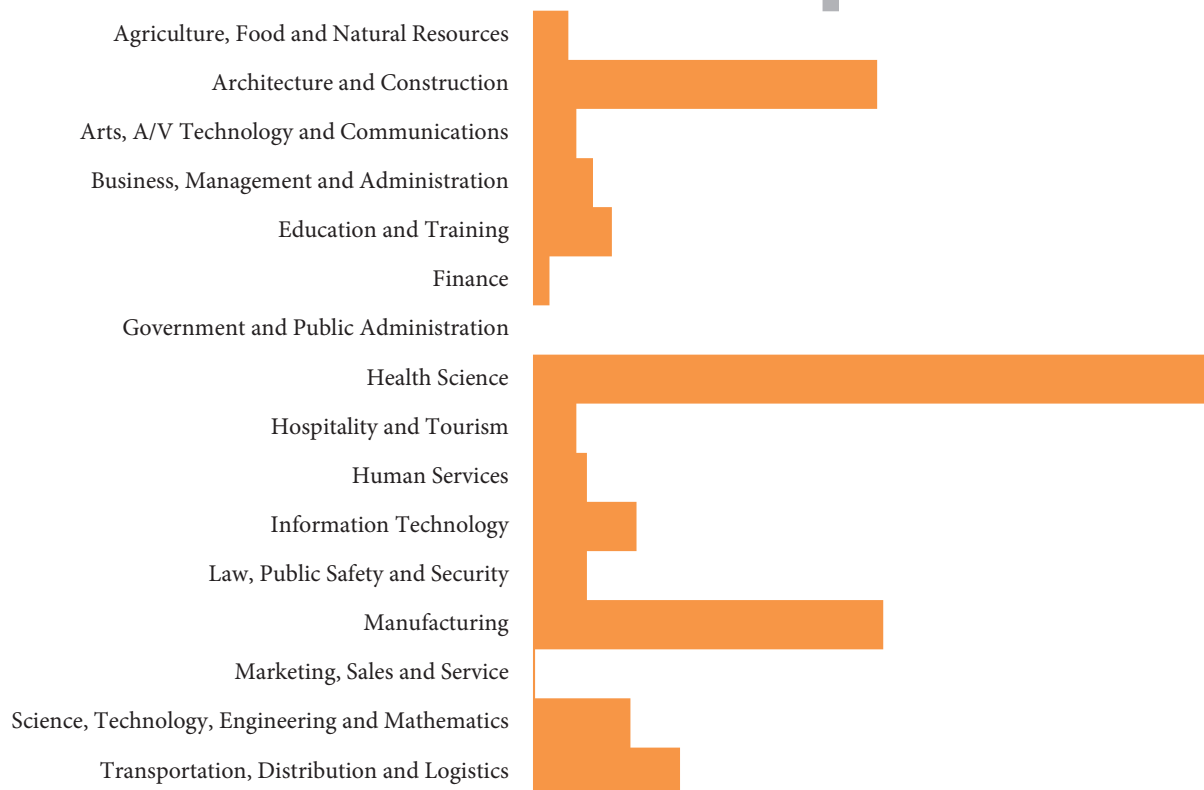 Agriculture, Food and Natural Resources
Architecture and Construction
Arts, A/V Technology and Communications
Business, Management and Administration
Education and Training
Finance
Government and Public Administration
Health Science
Hospitality and Tourism
Human Services
Information Technology
Law, Public Safety and Security
Manufacturing
Marketing, Sales and Service
Science, Technology, Engineering and Mathematics
Transportation, Distribution and Logistics